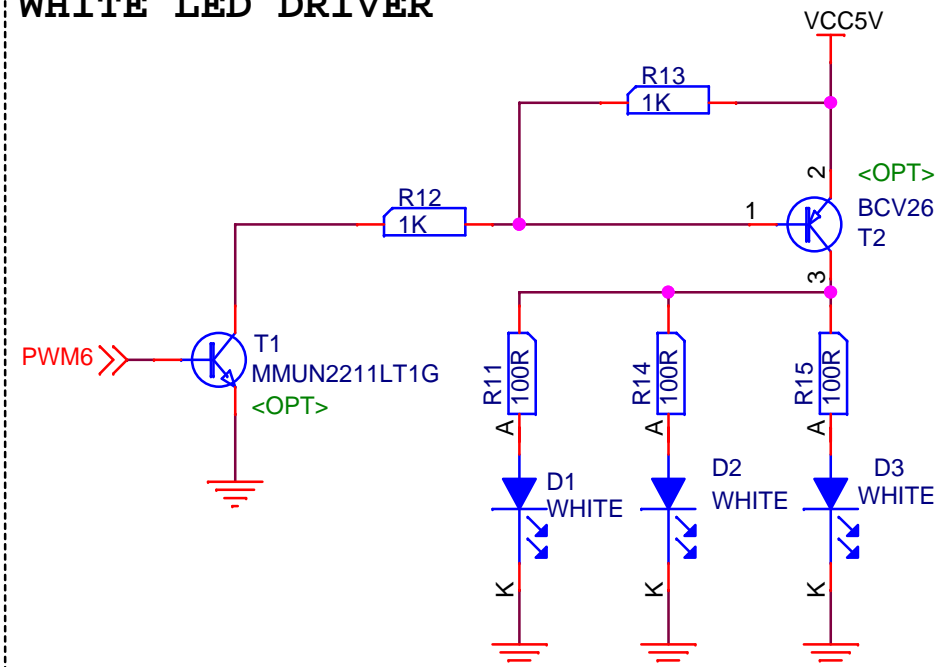 WHITE LED DRIVER
VCC5V
R13
1K
2
<OPT>
R12
1K
1
BCV26
T2
3
PWM6
T1
MMUN2211LT1G
<OPT>
R11
100R
R14
100R
R15
100R
A
A
A
D1
WHITE
D2
WHITE
D3
WHITE
K
K
K